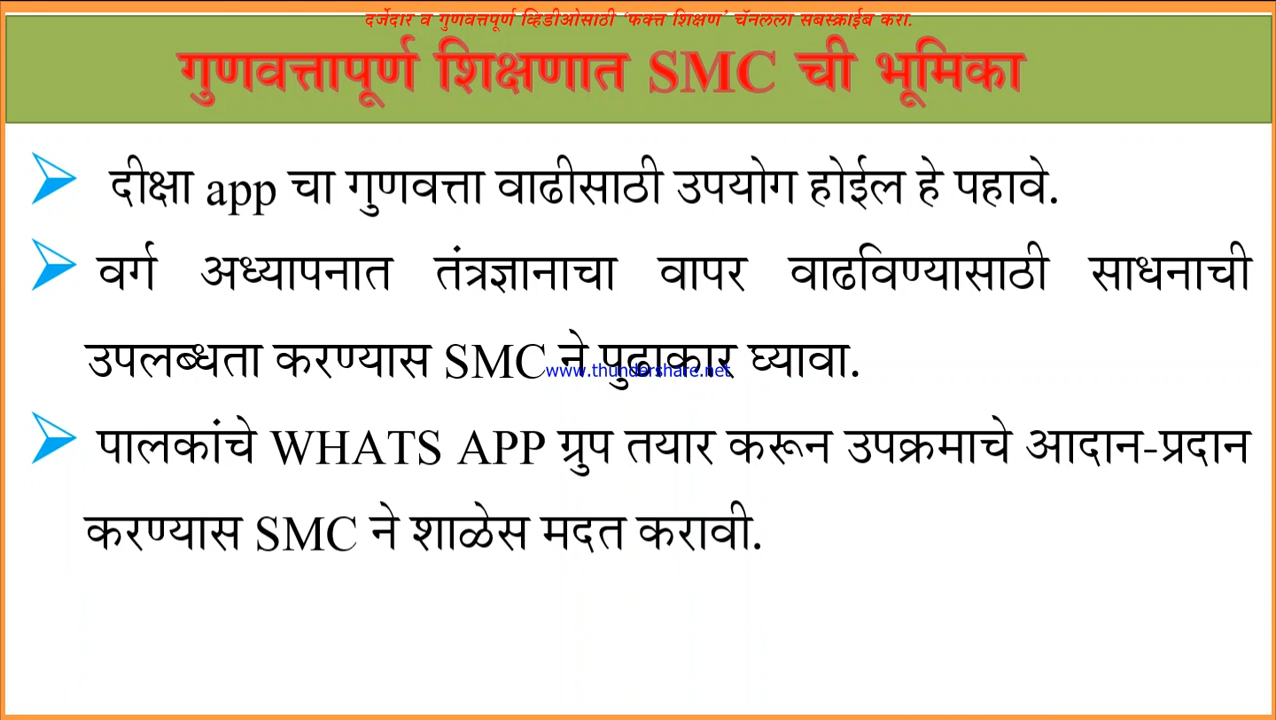 दर्जेदार व गुणवत्तपूर्ण व्हिडीओसाठी ‘फक्त शिक्षण’ चॅनलला सबस्क्राईब करा.
गुणवत्तापूर्ण शिक्षणात SMC ची भूमिका
दीक्षा app चा गुणवत्ता वाढीसाठी उपयोग होईल हे पहावे.
वर्ग अध्यापनात तंत्रज्ञानाचा वापर वाढविण्यासाठी साधनाची
उपलब्धता करण्यास SMC ने पुढाकार घ्यावा.
www.thundershare.net
पालकांचे WHATS APP ग्रुप तयार करून उपक्रमाचे आदान-प्रदान
करण्यास SMC ने शाळेस मदत करावी.